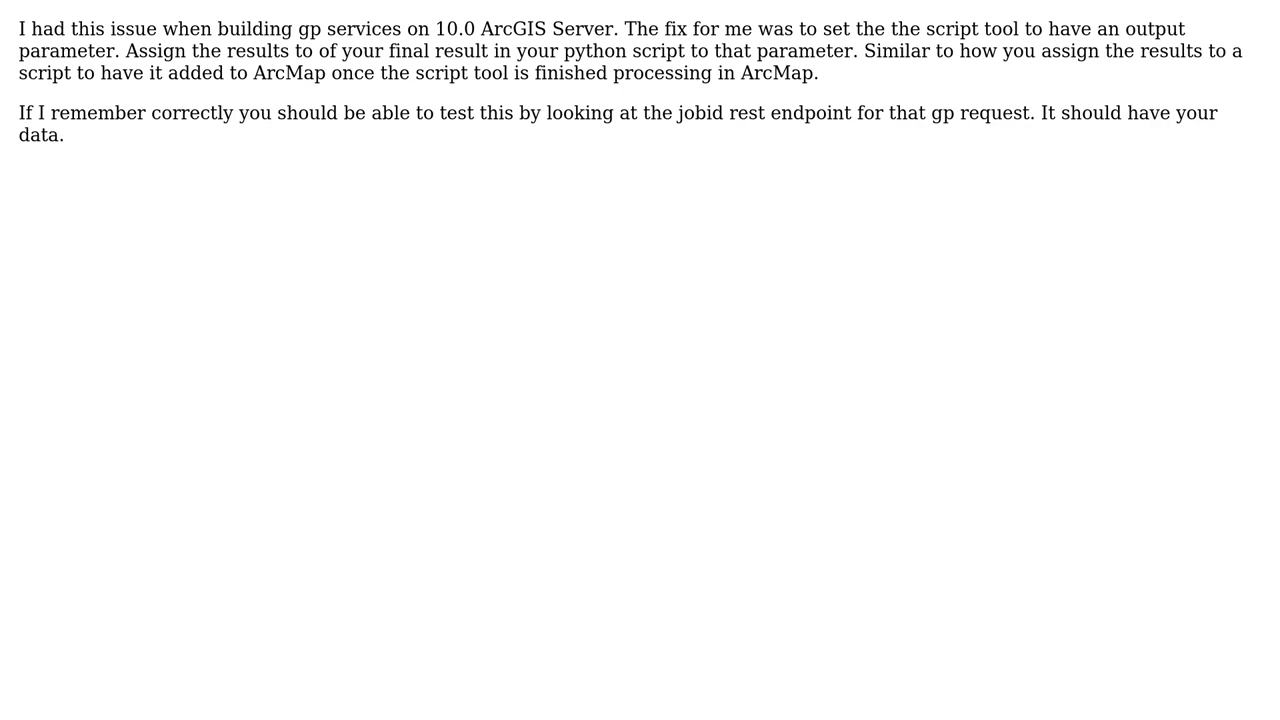 I had this issue when building gp services on 10.0 ArcGIS Server. The fix for me was to set the the script tool to have an output
parameter. Assign the results to of your final result in your python script to that parameter. Similar to how you assign the results to a
script to have it added to ArcMap once the script tool is finished processing in ArcMap.
If I remember correctly you should be able to test this by looking at the jobid rest endpoint for that gp request. It should have your
data.